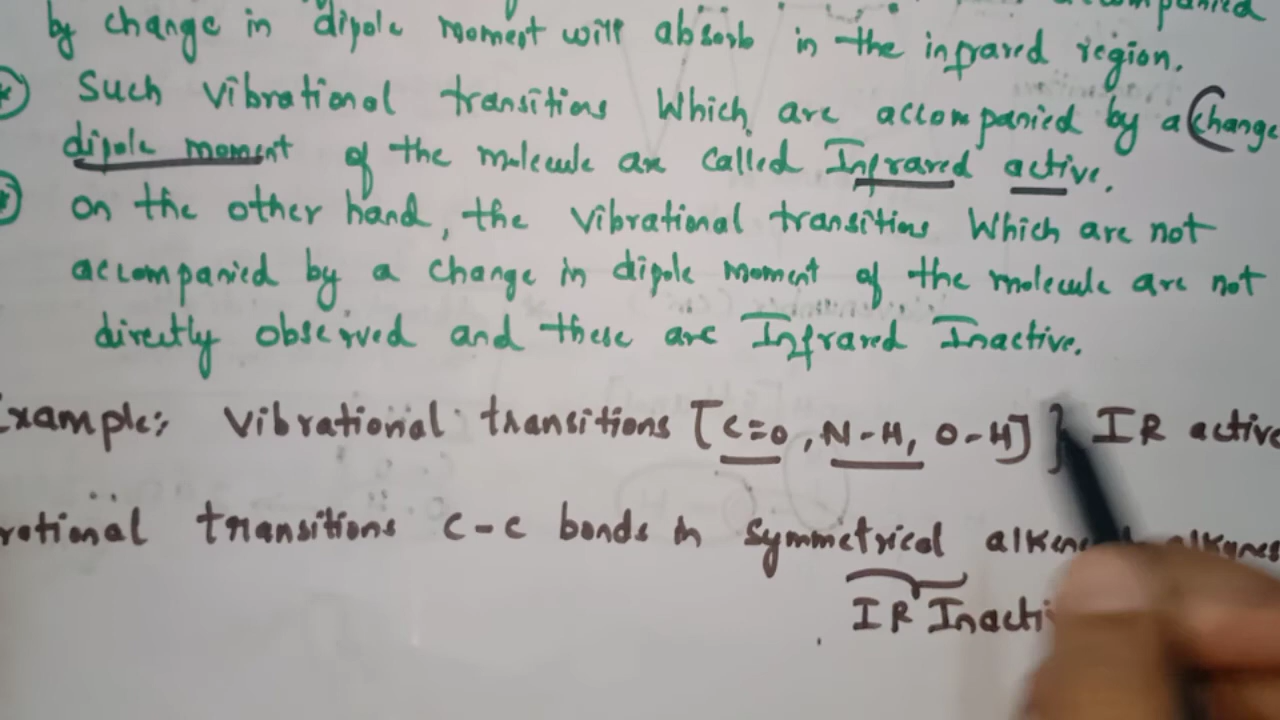 by change in dipole moment will absorb in the infrared region.
Such vibrational transitions Which are accompanied by a change
dipole moment of the molecule are called Infrared active.
on the other hand, the vibrational transitions Which are not
accompanied by a change in dipole moment of the molecule are not
directly observed and these are Infrared Inactive.
Example: Vibrational transitions [C=O, N-H, O-H] } IR active
transitions C-C bonds in symmetrical
IR